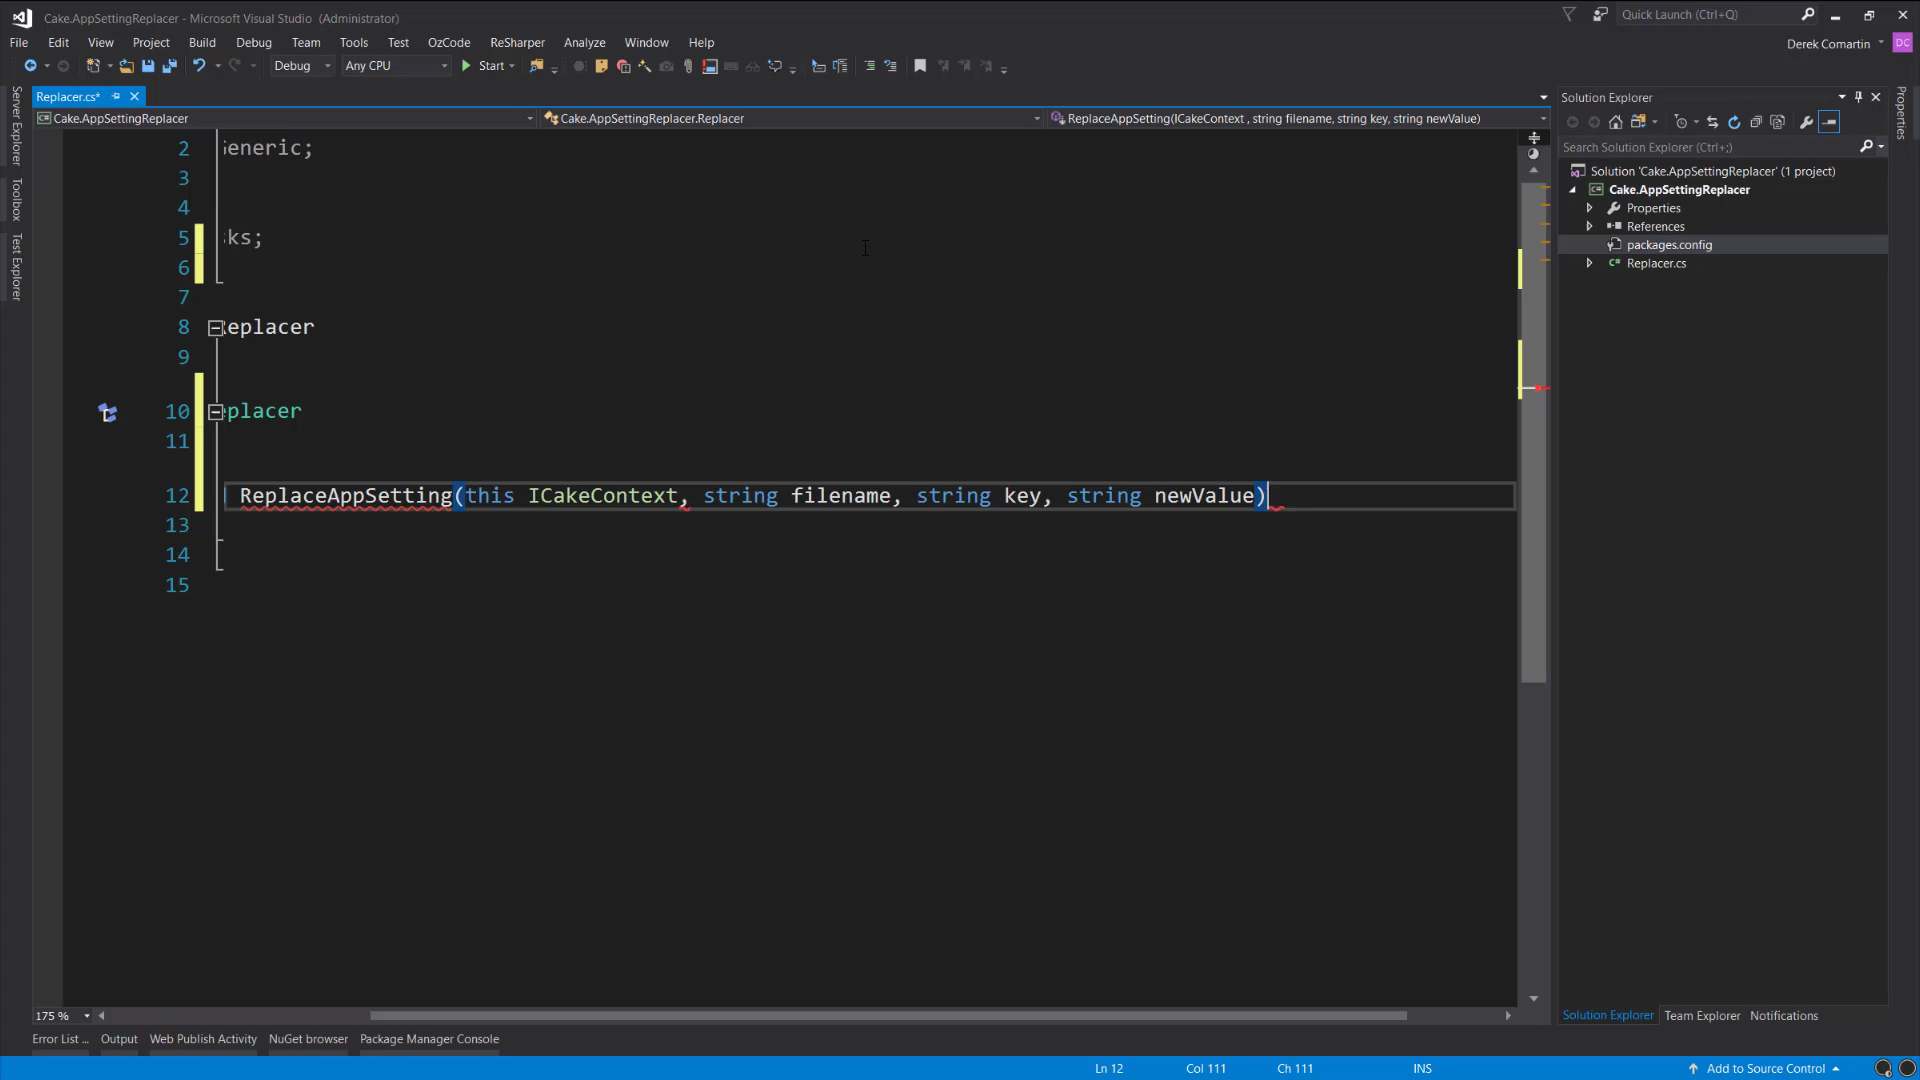 Cake.AppSettingReplacer - Microsoft Visual Studio (Administrator)
Quick Launch (Ctrl+Q)
File Edit View Project Build Debug Team Tools Test OzCode ReSharper Analyze Window Help
Derek Comartin DC
Debug Any CPU Start
Replacer.cs*
Cake.AppSettingReplacer Cake.AppSettingReplacer.Replacer ReplaceAppSetting(ICakeContext , string filename, string key, string newValue)
Server Explorer
Toolbox
Test Explorer
2 Generic;
3
4
5 sks;
6
7
8 Replacer
9
10 placer
11
12 ReplaceAppSetting(this ICakeContext, string filename, string key, string newValue)
13
14
15
175 %
Solution Explorer
Search Solution Explorer (Ctrl+;)
Solution 'Cake.AppSettingReplacer' (1 project)
Cake.AppSettingReplacer
Properties
References
packages.config
Replacer.cs
Properties
Solution Explorer Team Explorer Notifications
Error List ... Output Web Publish Activity NuGet browser Package Manager Console
Ln 12 Col 111 Ch 111 INS Add to Source Control